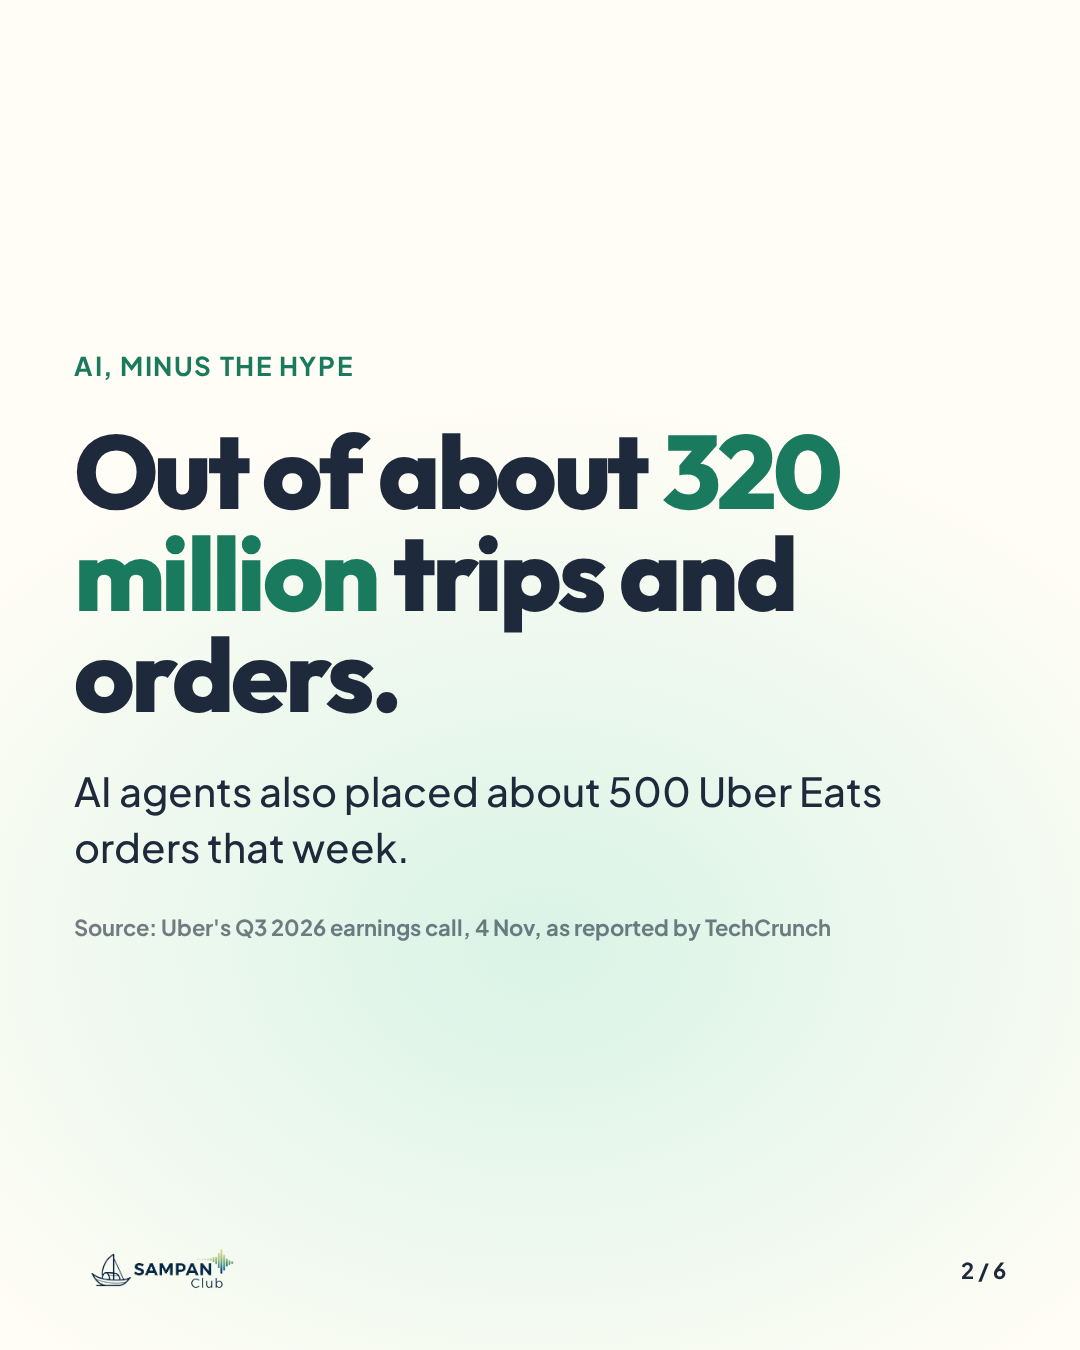 AI, MINUS THE HYPE
Out of about 320
million trips and
orders.
AI agents also placed about 500 Uber Eats
orders that week.
Source: Uber's Q3 2026 earnings call, 4 Nov, as reported by TechCrunch
SAMPAN
Club
2 / 6